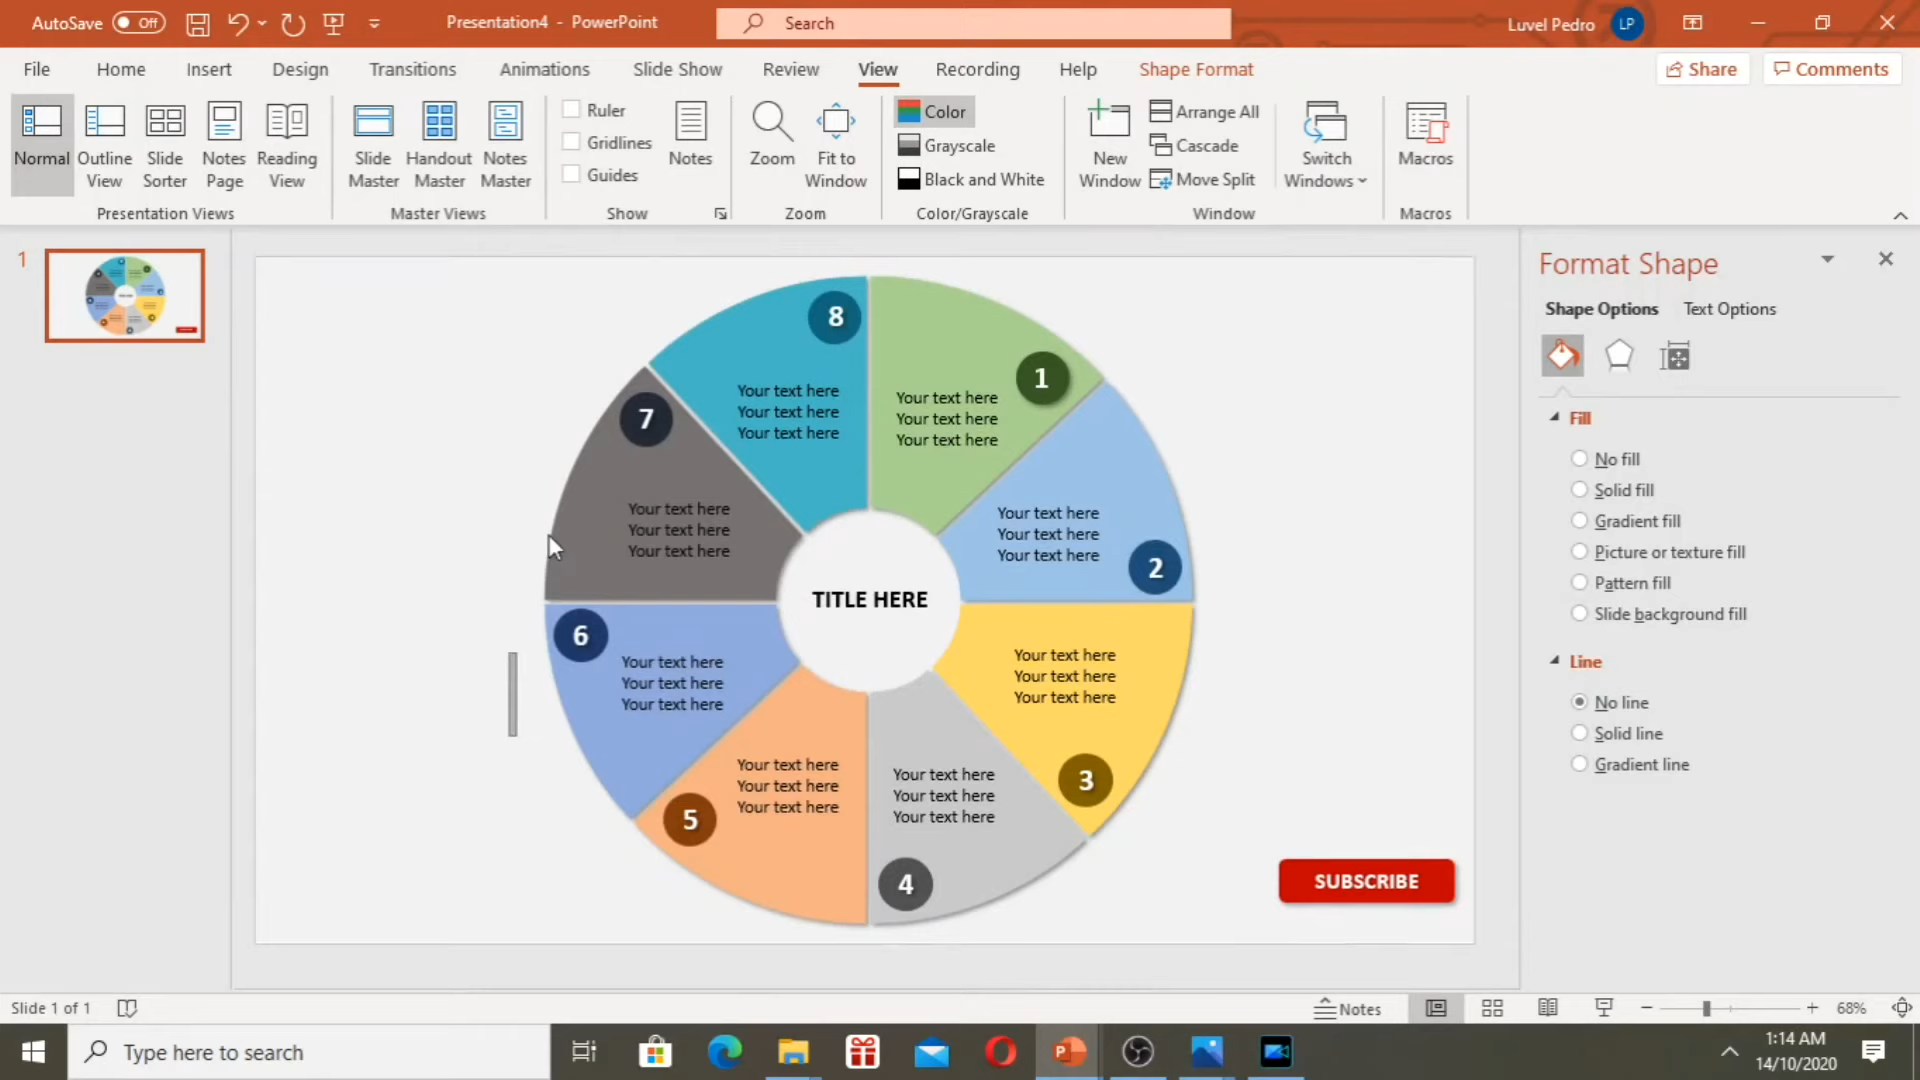 AutoSave Off
Presentation4 - PowerPoint
Search
Luvel Pedro LP
File Home Insert Design Transitions Animations Slide Show Review View Recording Help Shape Format
Share Comments
Normal
Outline View
Slide Sorter
Notes Page
Reading View
Presentation Views
Slide Master
Handout Master
Notes Master
Master Views
Ruler
Gridlines
Guides
Notes
Show
Zoom
Fit to Window
Zoom
Color
Grayscale
Black and White
Color/Grayscale
New Window
Arrange All
Cascade
Move Split
Switch Windows
Window
Macros
Macros
1
8
Your text here
Your text here
Your text here
1
Your text here
Your text here
Your text here
7
Your text here
Your text here
Your text here
Your text here
Your text here
Your text here
2
TITLE HERE
6
Your text here
Your text here
Your text here
Your text here
Your text here
Your text here
3
Your text here
Your text here
Your text here
5
Your text here
Your text here
Your text here
4
SUBSCRIBE
Format Shape
Shape Options Text Options
Fill
No fill
Solid fill
Gradient fill
Picture or texture fill
Pattern fill
Slide background fill
Line
No line
Solid line
Gradient line
Slide 1 of 1
Notes
68%
Type here to search
1:14 AM
14/10/2020